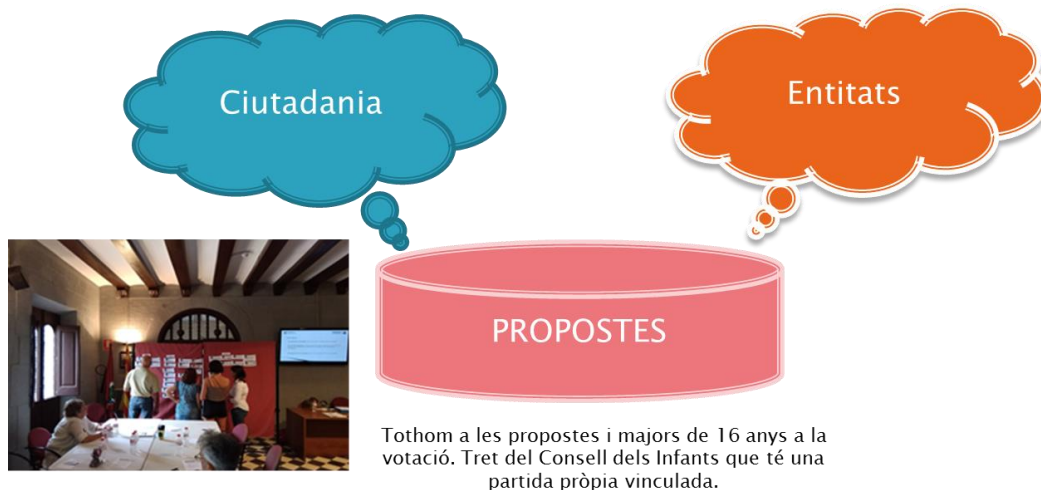 Ciutadania
Entitats
PROPOSTES
Tothom a les propostes i majors de 16 anys a la
votació. Tret del Consell dels Infants que té una
partida pròpia vinculada.